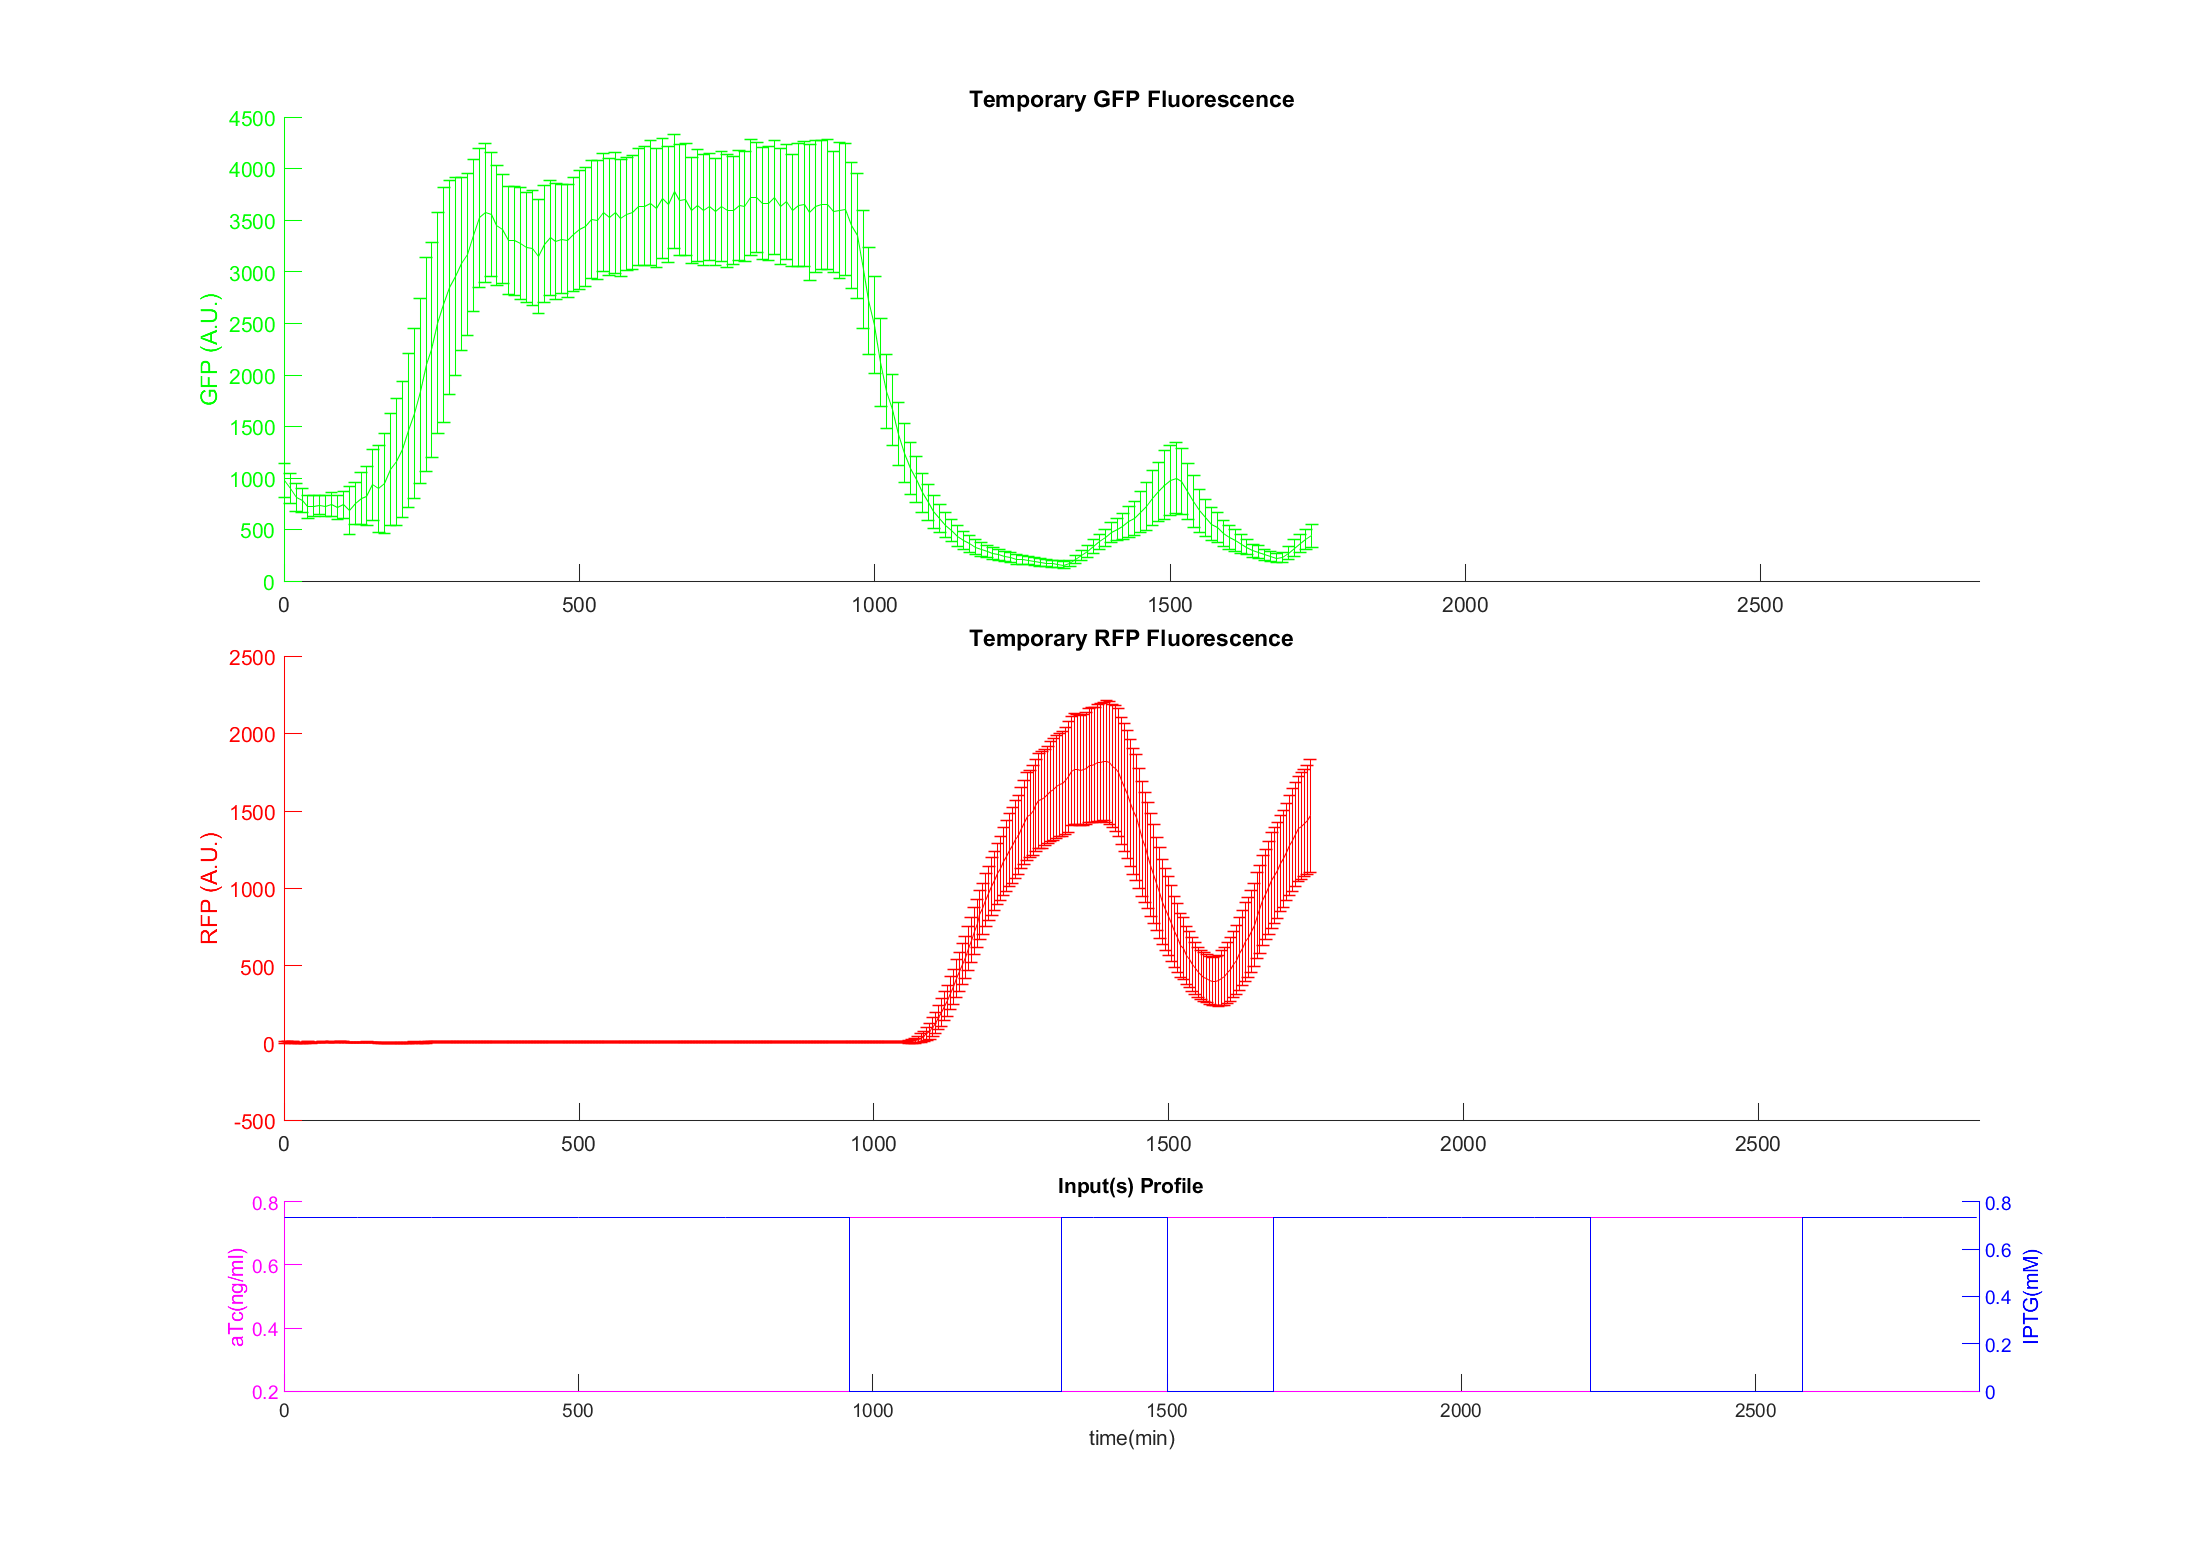 Temporary GFP Fluorescence
4500
4000
3500
3000
2500
2000
1500
1000
500
0
GFP (A.U.)
0 500 1000 1500 2000 2500
Temporary RFP Fluorescence
2500
2000
1500
1000
500
0
-500
RFP (A.U.)
0 500 1000 1500 2000 2500
Input(s) Profile
0.8
0.6
0.4
0.2
aTc(ng/ml)
0.8
0.6
0.4
0.2
0
IPTG(mM)
0 500 1000 1500 2000 2500
time(min)